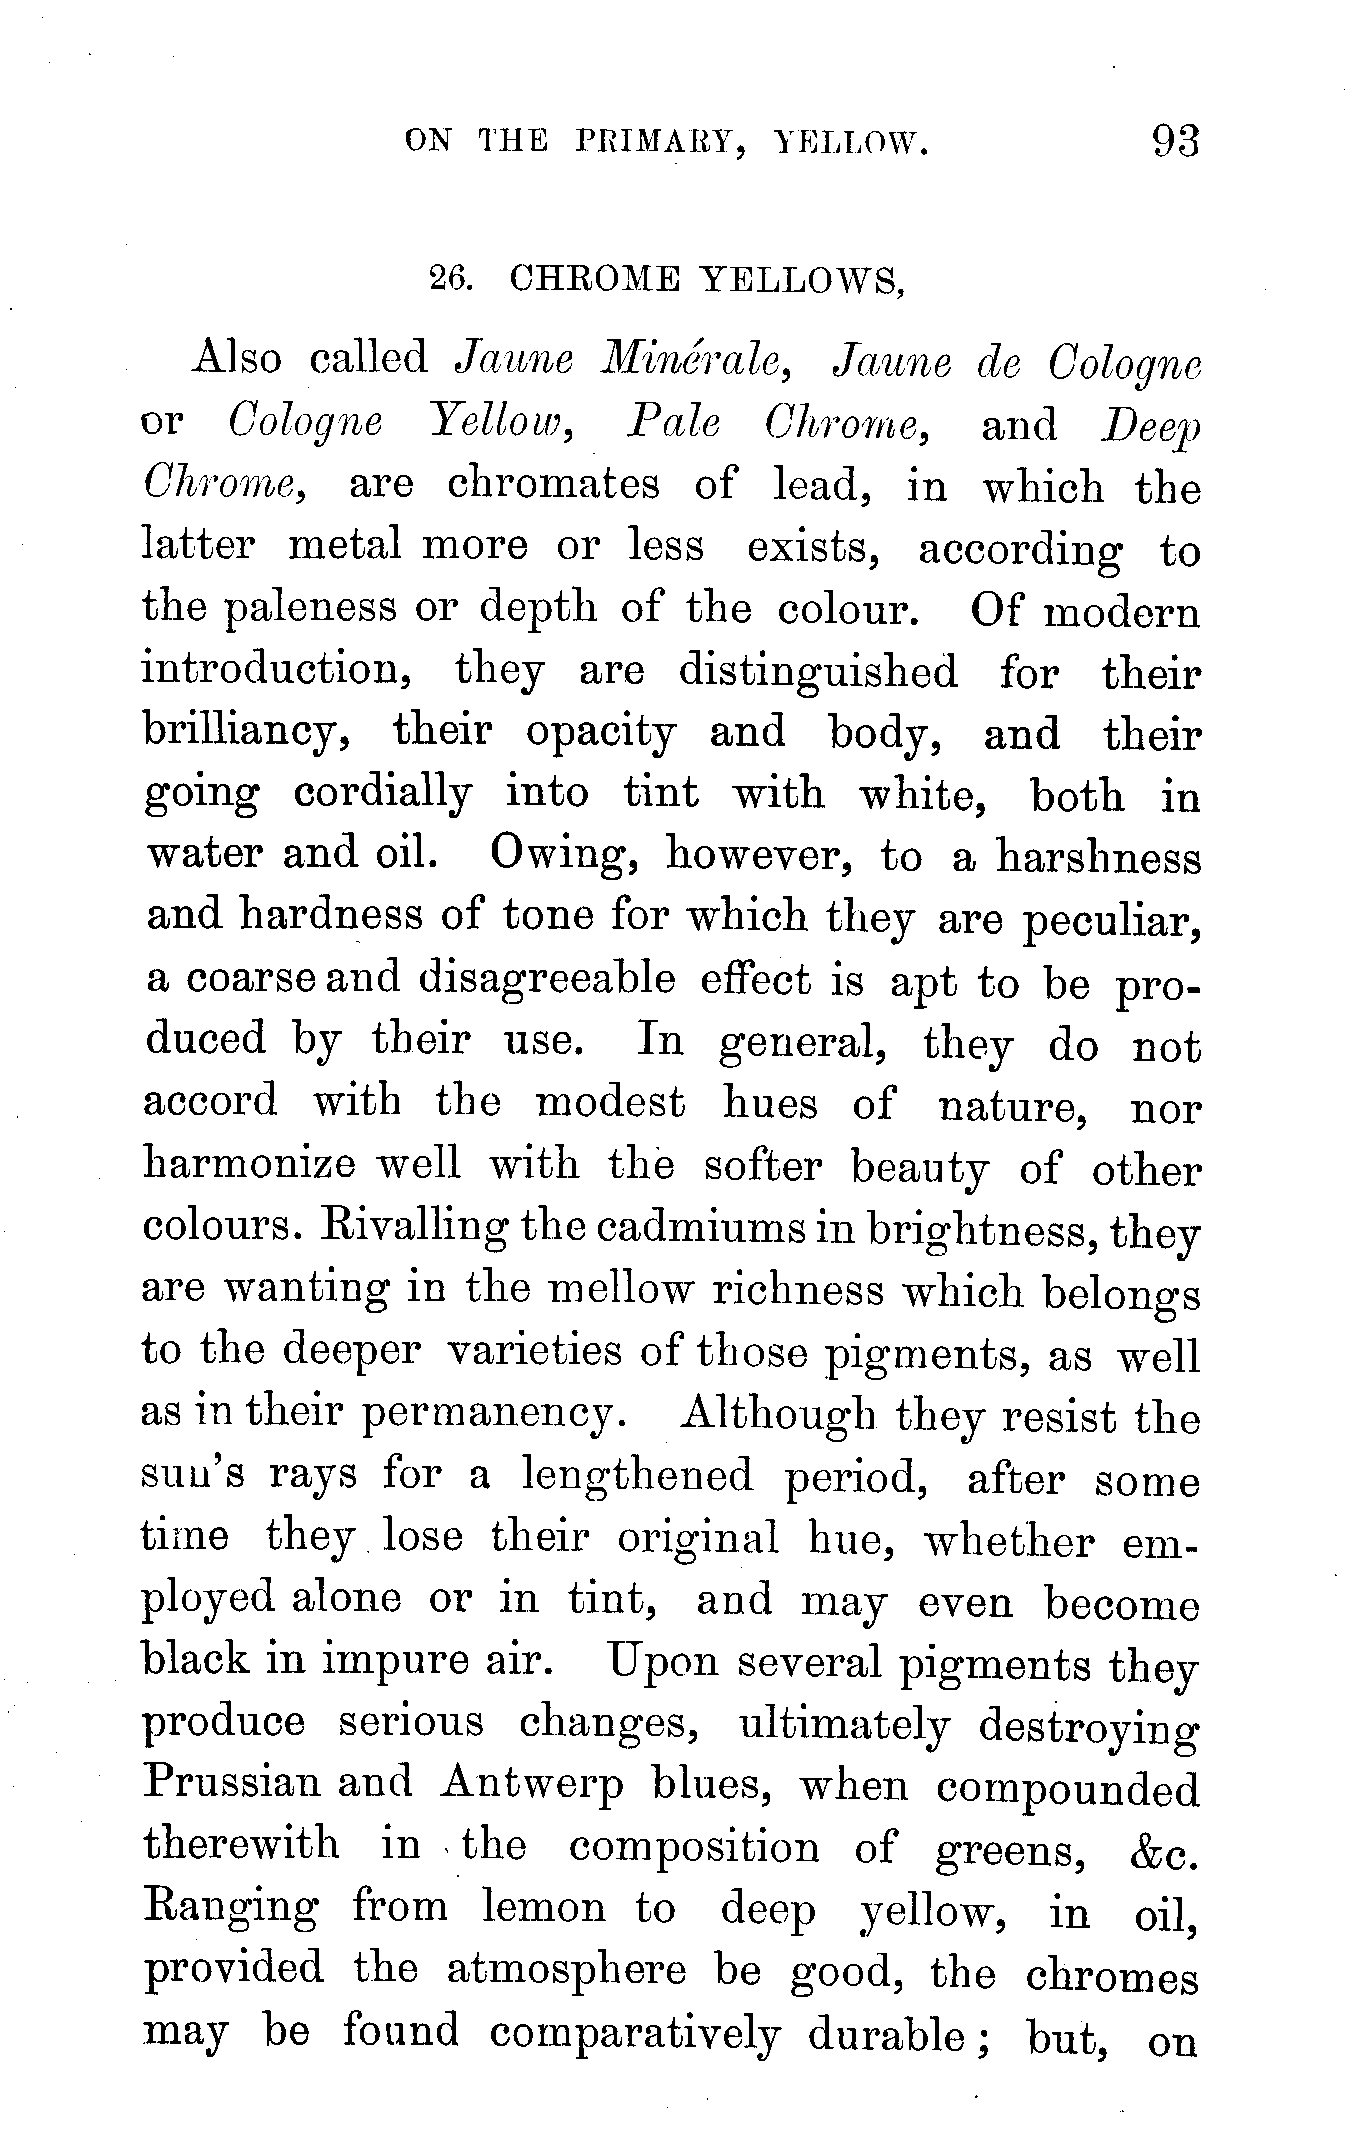 ON THE PRIMARY, YELLOW. 93
26. CHROME YELLOWS,
Also called Jaune Minérale, Jaune de Cologne
or Cologne Yellow, Pale Chrome, and Deep
Chrome, are chromates of lead, in which the
latter metal more or less exists, according to
the paleness or depth of the colour. Of modern
introduction, they are distinguished for their
brilliancy, their opacity and body, and their
going cordially into tint with white, both in
water and oil. Owing, however, to a harshness
and hardness of tone for which they are peculiar,
a coarse and disagreeable effect is apt to be pro-
duced by their use. In general, they do not
accord with the modest hues of nature, nor
harmonize well with the softer beauty of other
colours. Rivalling the cadmiums in brightness, they
are wanting in the mellow richness which belongs
to the deeper varieties of those pigments, as well
as in their permanency. Although they resist the
sun's rays for a lengthened period, after some
time they lose their original hue, whether em-
ployed alone or in tint, and may even become
black in impure air. Upon several pigments they
produce serious changes, ultimately destroying
Prussian and Antwerp blues, when compounded
therewith in the composition of greens, &c.
Ranging from lemon to deep yellow, in oil,
provided the atmosphere be good, the chromes
may be found comparatively durable; but, on